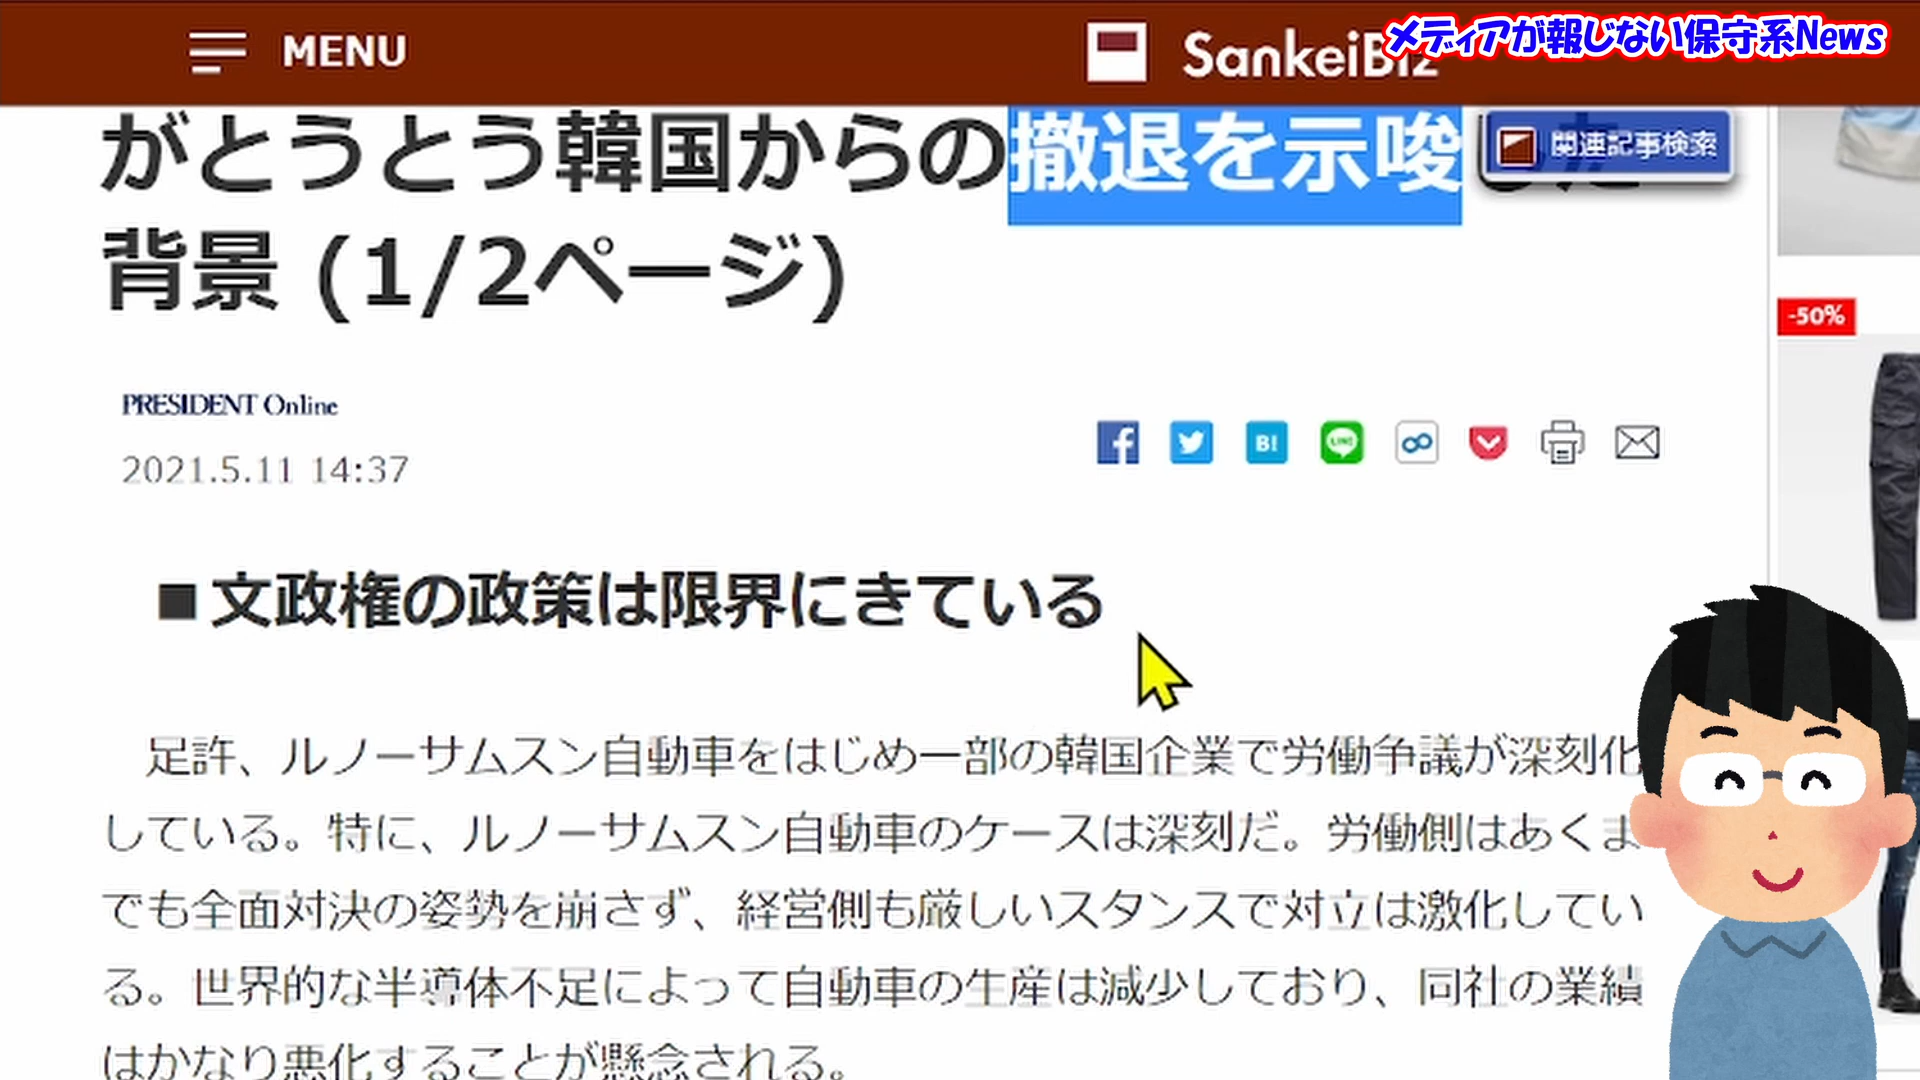 MENU
SankeiBiz
メディアが報じない保守系News
がとうとう韓国からの撤退を示唆した
関連記事検索
背景 (1/2ページ)
-50%
PRESIDENT Online
2021.5.11 14:37
B!
LINE
■文政権の政策は限界にきている
足許、ルノーサムスン自動車をはじめ一部の韓国企業で労働争議が深刻化
している。特に、ルノーサムスン自動車のケースは深刻だ。労働側はあくま
でも全面対決の姿勢を崩さず、経営側も厳しいスタンスで対立は激化してい
る。世界的な半導体不足によって自動車の生産は減少しており、同社の業績
はかなり悪化することが懸念される。